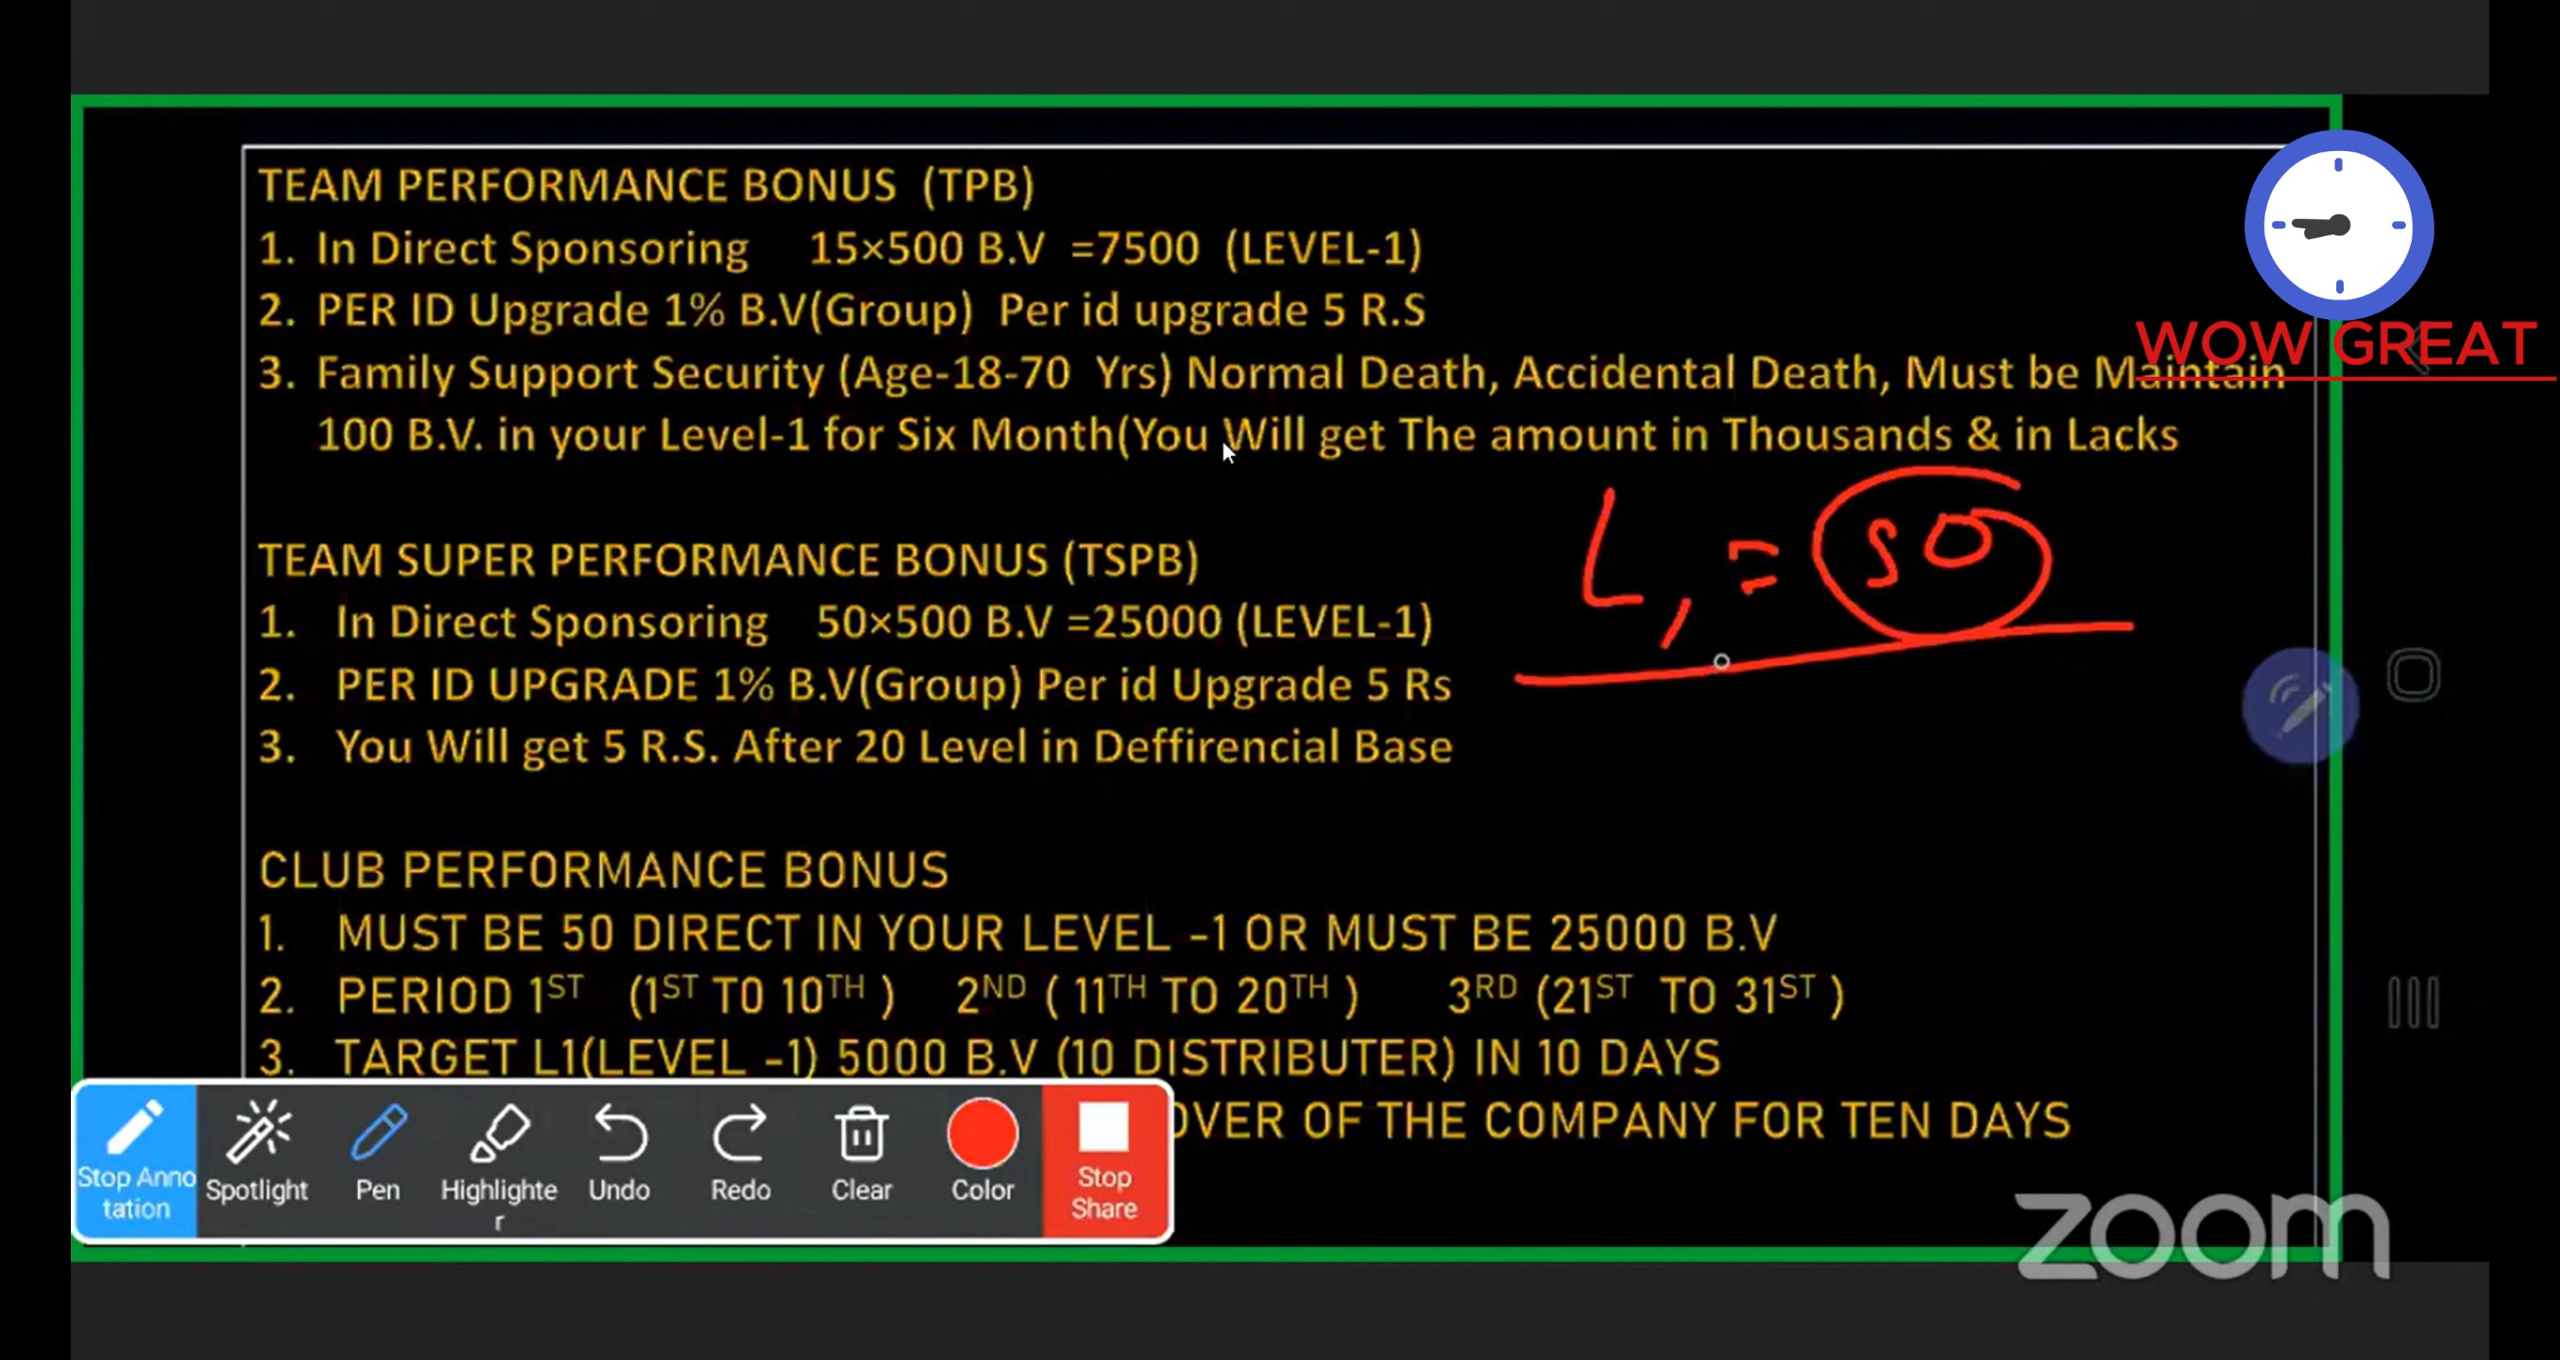 TEAM PERFORMANCE BONUS (TPB)
1. In Direct Sponsoring 15×500 B.V =7500 (LEVEL-1)
2. PER ID Upgrade 1% B.V(Group) Per id upgrade 5 R.S
WOW GREAT
3. Family Support Security (Age-18-70 Yrs) Normal Death, Accidental Death, Must be Maintain
100 B.V. in your Level-1 for Six Month(You Will get The amount in Thousands & in Lacks
L1 = 50
TEAM SUPER PERFORMANCE BONUS (TSPB)
1. In Direct Sponsoring 50×500 B.V =25000 (LEVEL-1)
2. PER ID UPGRADE 1% B.V(Group) Per id Upgrade 5 Rs
3. You Will get 5 R.S. After 20 Level in Deffirencial Base
CLUB PERFORMANCE BONUS
1. MUST BE 50 DIRECT IN YOUR LEVEL -1 OR MUST BE 25000 B.V
2. PERIOD 1ST (1ST TO 10TH ) 2ND ( 11TH TO 20TH ) 3RD (21ST TO 31ST )
3. TARGET L1(LEVEL -1) 5000 B.V (10 DISTRIBUTER) IN 10 DAYS
OVER OF THE COMPANY FOR TEN DAYS
Stop Anno
tation
Spotlight
Pen
Highlighte
r
Undo
Redo
Clear
Color
Stop
Share
zoom